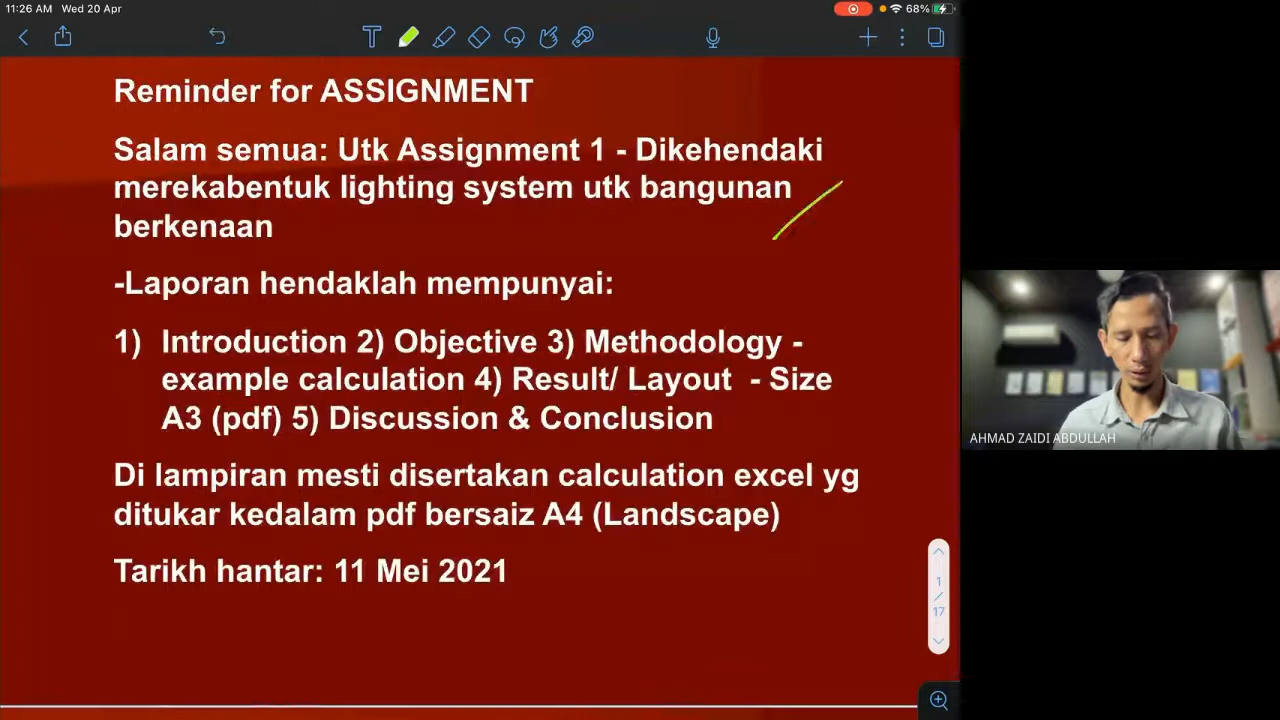 11:26 AM Wed 20 Apr
68%
Reminder for ASSIGNMENT
Salam semua: Utk Assignment 1 - Dikehendaki
merekabentuk lighting system utk bangunan
berkenaan
-Laporan hendaklah mempunyai:
1) Introduction 2) Objective 3) Methodology -
example calculation 4) Result/ Layout - Size
A3 (pdf) 5) Discussion & Conclusion
Di lampiran mesti disertakan calculation excel yg
ditukar kedalam pdf bersaiz A4 (Landscape)
Tarikh hantar: 11 Mei 2021
1
/
17
AHMAD ZAIDI ABDULLAH